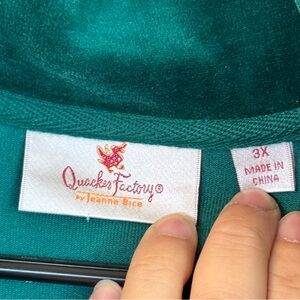 Quacker Factory®
by Jeanne Bice
3X
MADE IN
CHINA